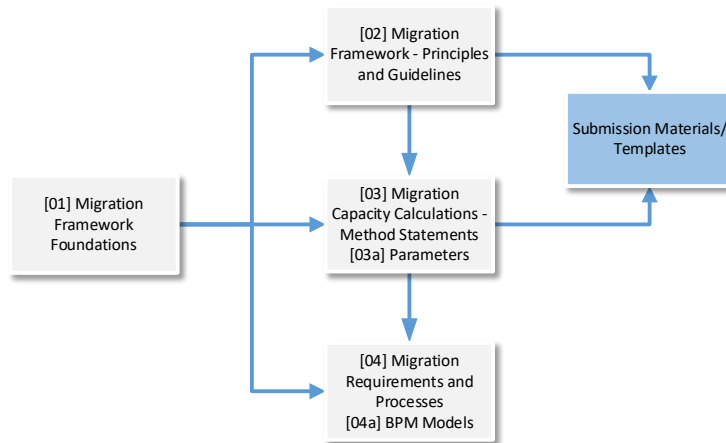 [02] Migration
Framework - Principles
and Guidelines
Submission Materials/
Templates
[01] Migration
Framework
Foundations
[03] Migration
Capacity Calculations -
Method Statements
[03a] Parameters
[04] Migration
Requirements and
Processes
[04a] BPM Models